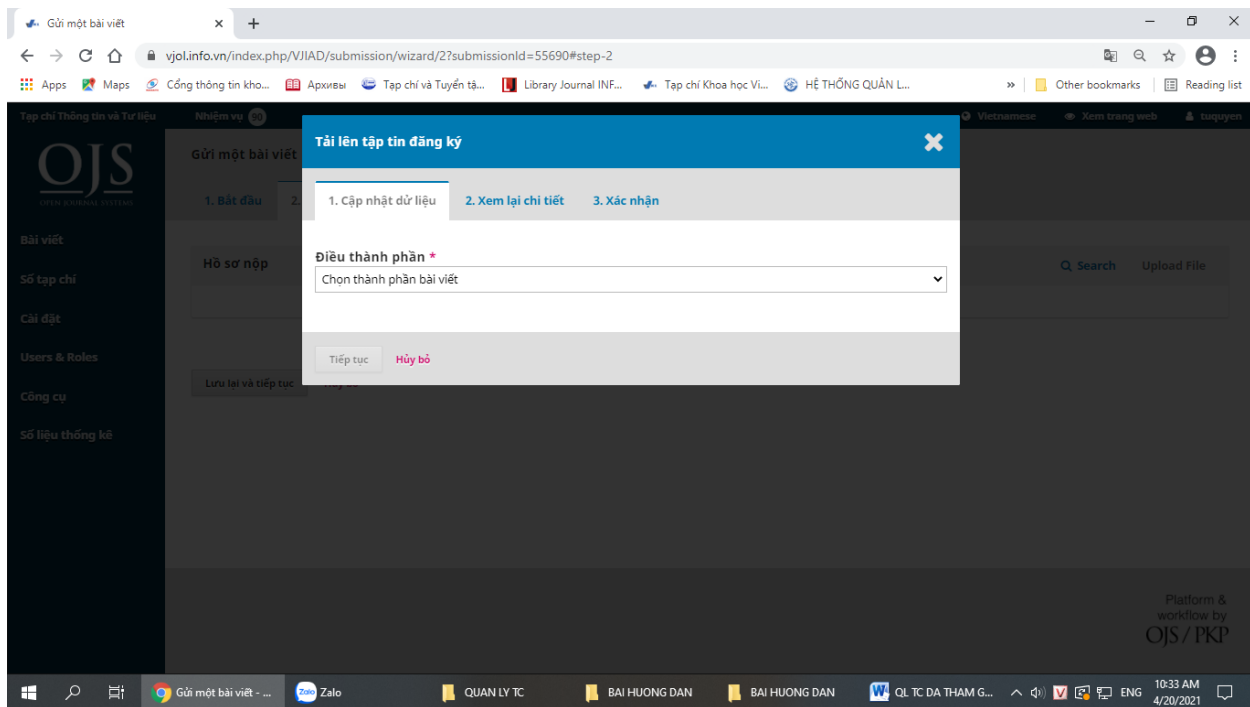 Gửi một bài viết
vjol.info.vn/index.php/VJIAD/submission/wizard/2?submissionId=55690#step-2
Apps Maps Cổng thông tin kho... Архивы Tạp chí và Tuyển tậ... Library Journal INF... Tạp chí Khoa học Vi... HỆ THỐNG QUẢN L... » Other bookmarks Reading list
Tạp chí Thông tin và Tư liệu Nhiệm vụ 90 Vietnamese Xem trang web tuquyen
OJS
OPEN JOURNAL SYSTEMS
Gửi một bài viết
Tải lên tập tin đăng ký
1. Bắt đầu 2.
1. Cập nhật dử liệu 2. Xem lại chi tiết 3. Xác nhận
Bài viết
Số tạp chí
Cài đặt
Users & Roles
Công cụ
Số liệu thống kê
Hồ sơ nộp Search Upload File
Điều thành phần *
Chọn thành phần bài viết
Tiếp tục Hủy bỏ
Lưu lại và tiếp tục
Platform &
workflow by
OJS / PKP
Gửi một bài viết - ... Zalo Zalo QUAN LY TC BAI HUONG DAN BAI HUONG DAN QL TC DA THAM G... ENG 10:33 AM
4/20/2021